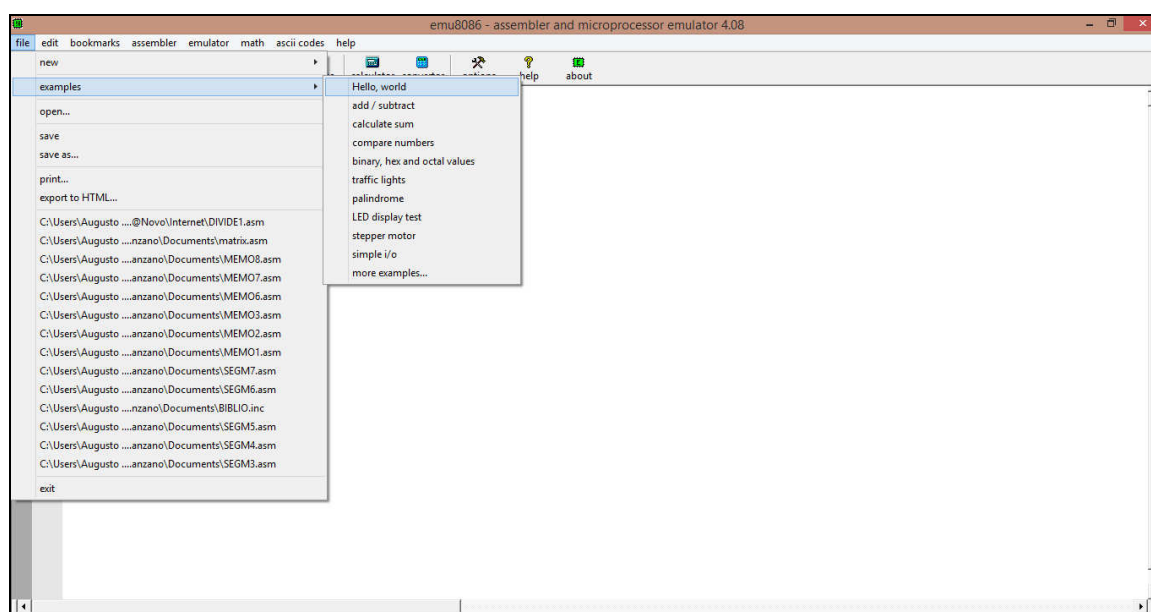 emu8086 - assembler and microprocessor emulator 4.08
file edit bookmarks assembler emulator math ascii codes help
new
help about
examples
Hello, world
add / subtract
calculate sum
compare numbers
binary, hex and octal values
traffic lights
palindrome
LED display test
stepper motor
simple i/o
more examples...
open...
save
save as...
print...
export to HTML...
C:\Users\Augusto ....@Novo\Internet\DIVIDE1.asm
C:\Users\Augusto ....nzano\Documents\matrix.asm
C:\Users\Augusto ....anzano\Documents\MEMO8.asm
C:\Users\Augusto ....anzano\Documents\MEMO7.asm
C:\Users\Augusto ....anzano\Documents\MEMO6.asm
C:\Users\Augusto ....anzano\Documents\MEMO3.asm
C:\Users\Augusto ....anzano\Documents\MEMO2.asm
C:\Users\Augusto ....anzano\Documents\MEMO1.asm
C:\Users\Augusto ....anzano\Documents\SEGM7.asm
C:\Users\Augusto ....anzano\Documents\SEGM6.asm
C:\Users\Augusto ....nzano\Documents\BIBLIO.inc
C:\Users\Augusto ....anzano\Documents\SEGM5.asm
C:\Users\Augusto ....anzano\Documents\SEGM4.asm
C:\Users\Augusto ....anzano\Documents\SEGM3.asm
exit